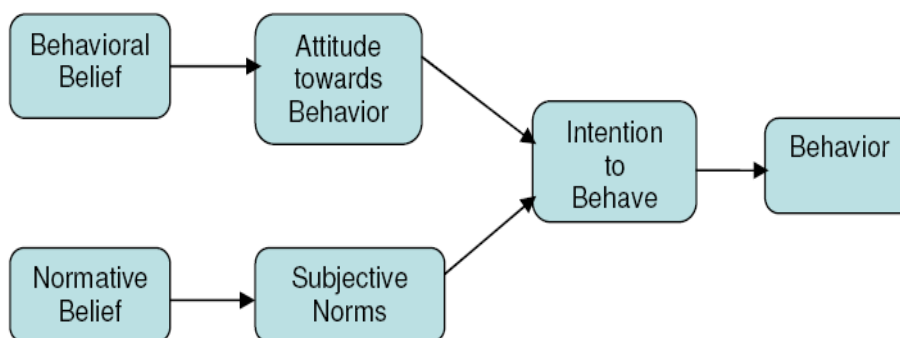 Behavioral
Belief
Attitude
towards
Behavior
Intention
to
Behave
Behavior
Normative
Belief
Subjective
Norms